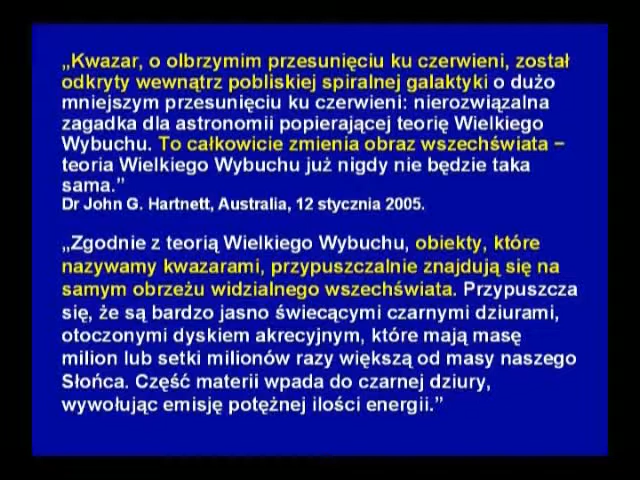 „Kwazar, o olbrzymim przesunięciu ku czerwieni, został
odkryty wewnątrz pobliskiej spiralnej galaktyki o dużo
mniejszym przesunięciu ku czerwieni: nierozwiązalna
zagadka dla astronomii popierającej teorię Wielkiego
Wybuchu. To całkowicie zmienia obraz wszechświata –
teoria Wielkiego Wybuchu już nigdy nie będzie taka
sama.”
Dr John G. Hartnett, Australia, 12 stycznia 2005.
„Zgodnie z teorią Wielkiego Wybuchu, obiekty, które
nazywamy kwazarami, przypuszczalnie znajdują się na
samym obrzeżu widzialnego wszechświata. Przypuszcza
się, że są bardzo jasno świecącymi czarnymi dziurami,
otoczonymi dyskiem akrecyjnym, które mają masę
milion lub setki milionów razy większą od masy naszego
Słońca. Część materii wpada do czarnej dziury,
wywołując emisję potężnej ilości energii.”